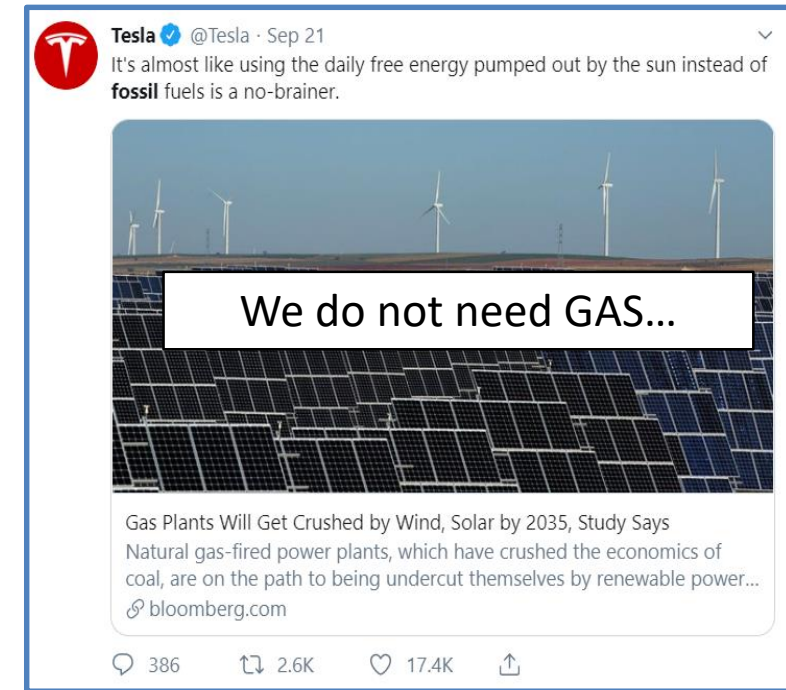 Tesla @Tesla · Sep 21
It's almost like using the daily free energy pumped out by the sun instead of
fossil fuels is a no-brainer.
We do not need GAS…
Gas Plants Will Get Crushed by Wind, Solar by 2035, Study Says
Natural gas-fired power plants, which have crushed the economics of
coal, are on the path to being undercut themselves by renewable power...
bloomberg.com
386 2.6K 17.4K